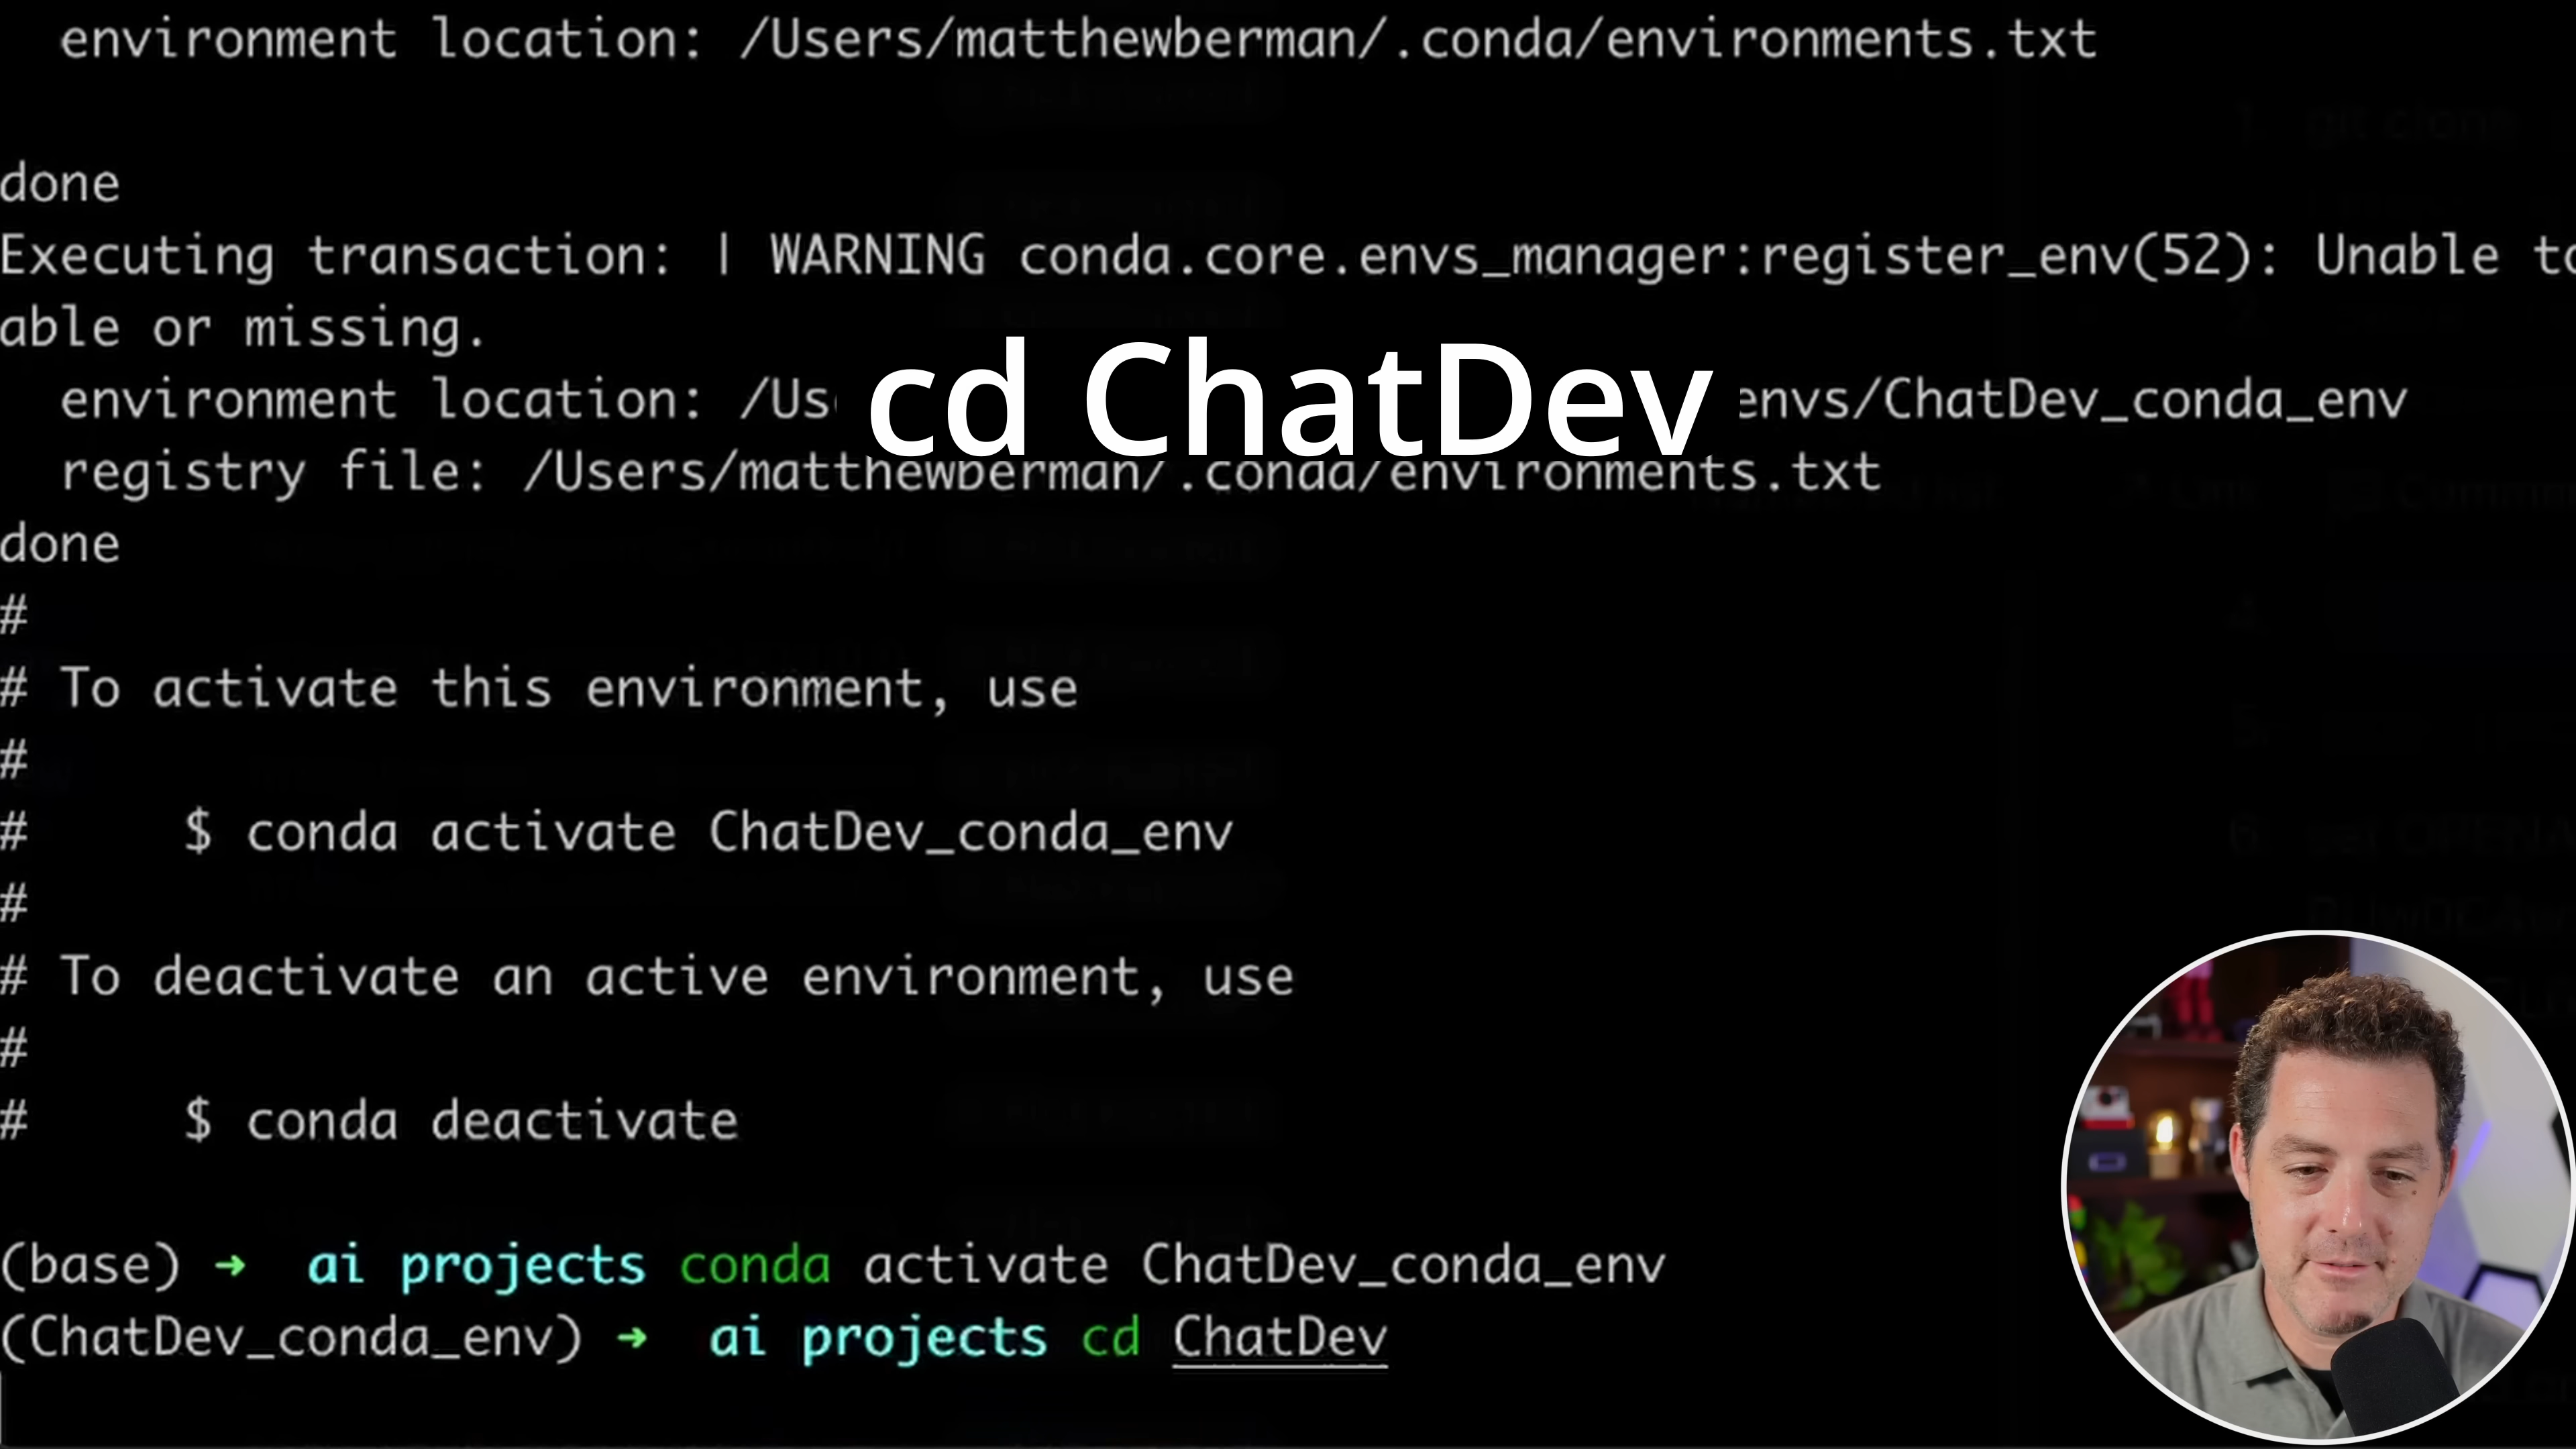 environment location: /Users/matthewberman/.conda/environments.txt
done
Executing transaction: | WARNING conda.core.envs_manager:register_env(52): Unable to
able or missing.
environment location: /Us
cd ChatDev
envs/ChatDev_conda_env
registry file: /Users/matthewberman/.conda/environments.txt
done
#
# To activate this environment, use
#
# $ conda activate ChatDev_conda_env
#
# To deactivate an active environment, use
#
# $ conda deactivate
(base) ➜ ai projects conda activate ChatDev_conda_env
(ChatDev_conda_env) ➜ ai projects cd ChatDev